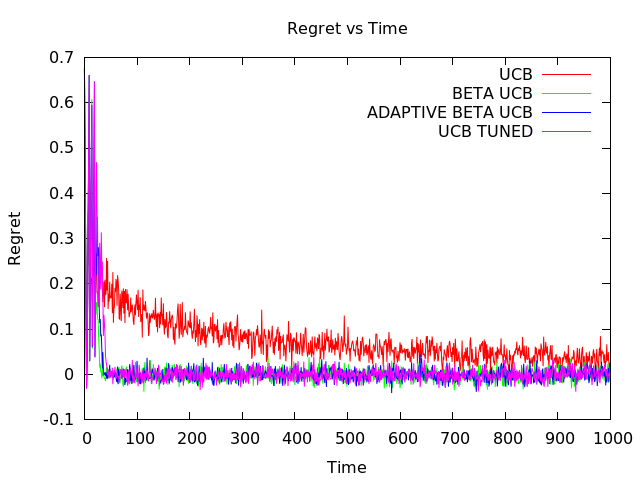 Regret vs Time
0.7
0.6
0.5
0.4
0.3
0.2
0.1
0
-0.1
Regret
UCB
BETA UCB
ADAPTIVE BETA UCB
UCB TUNED
0 100 200 300 400 500 600 700 800 900 1000
Time